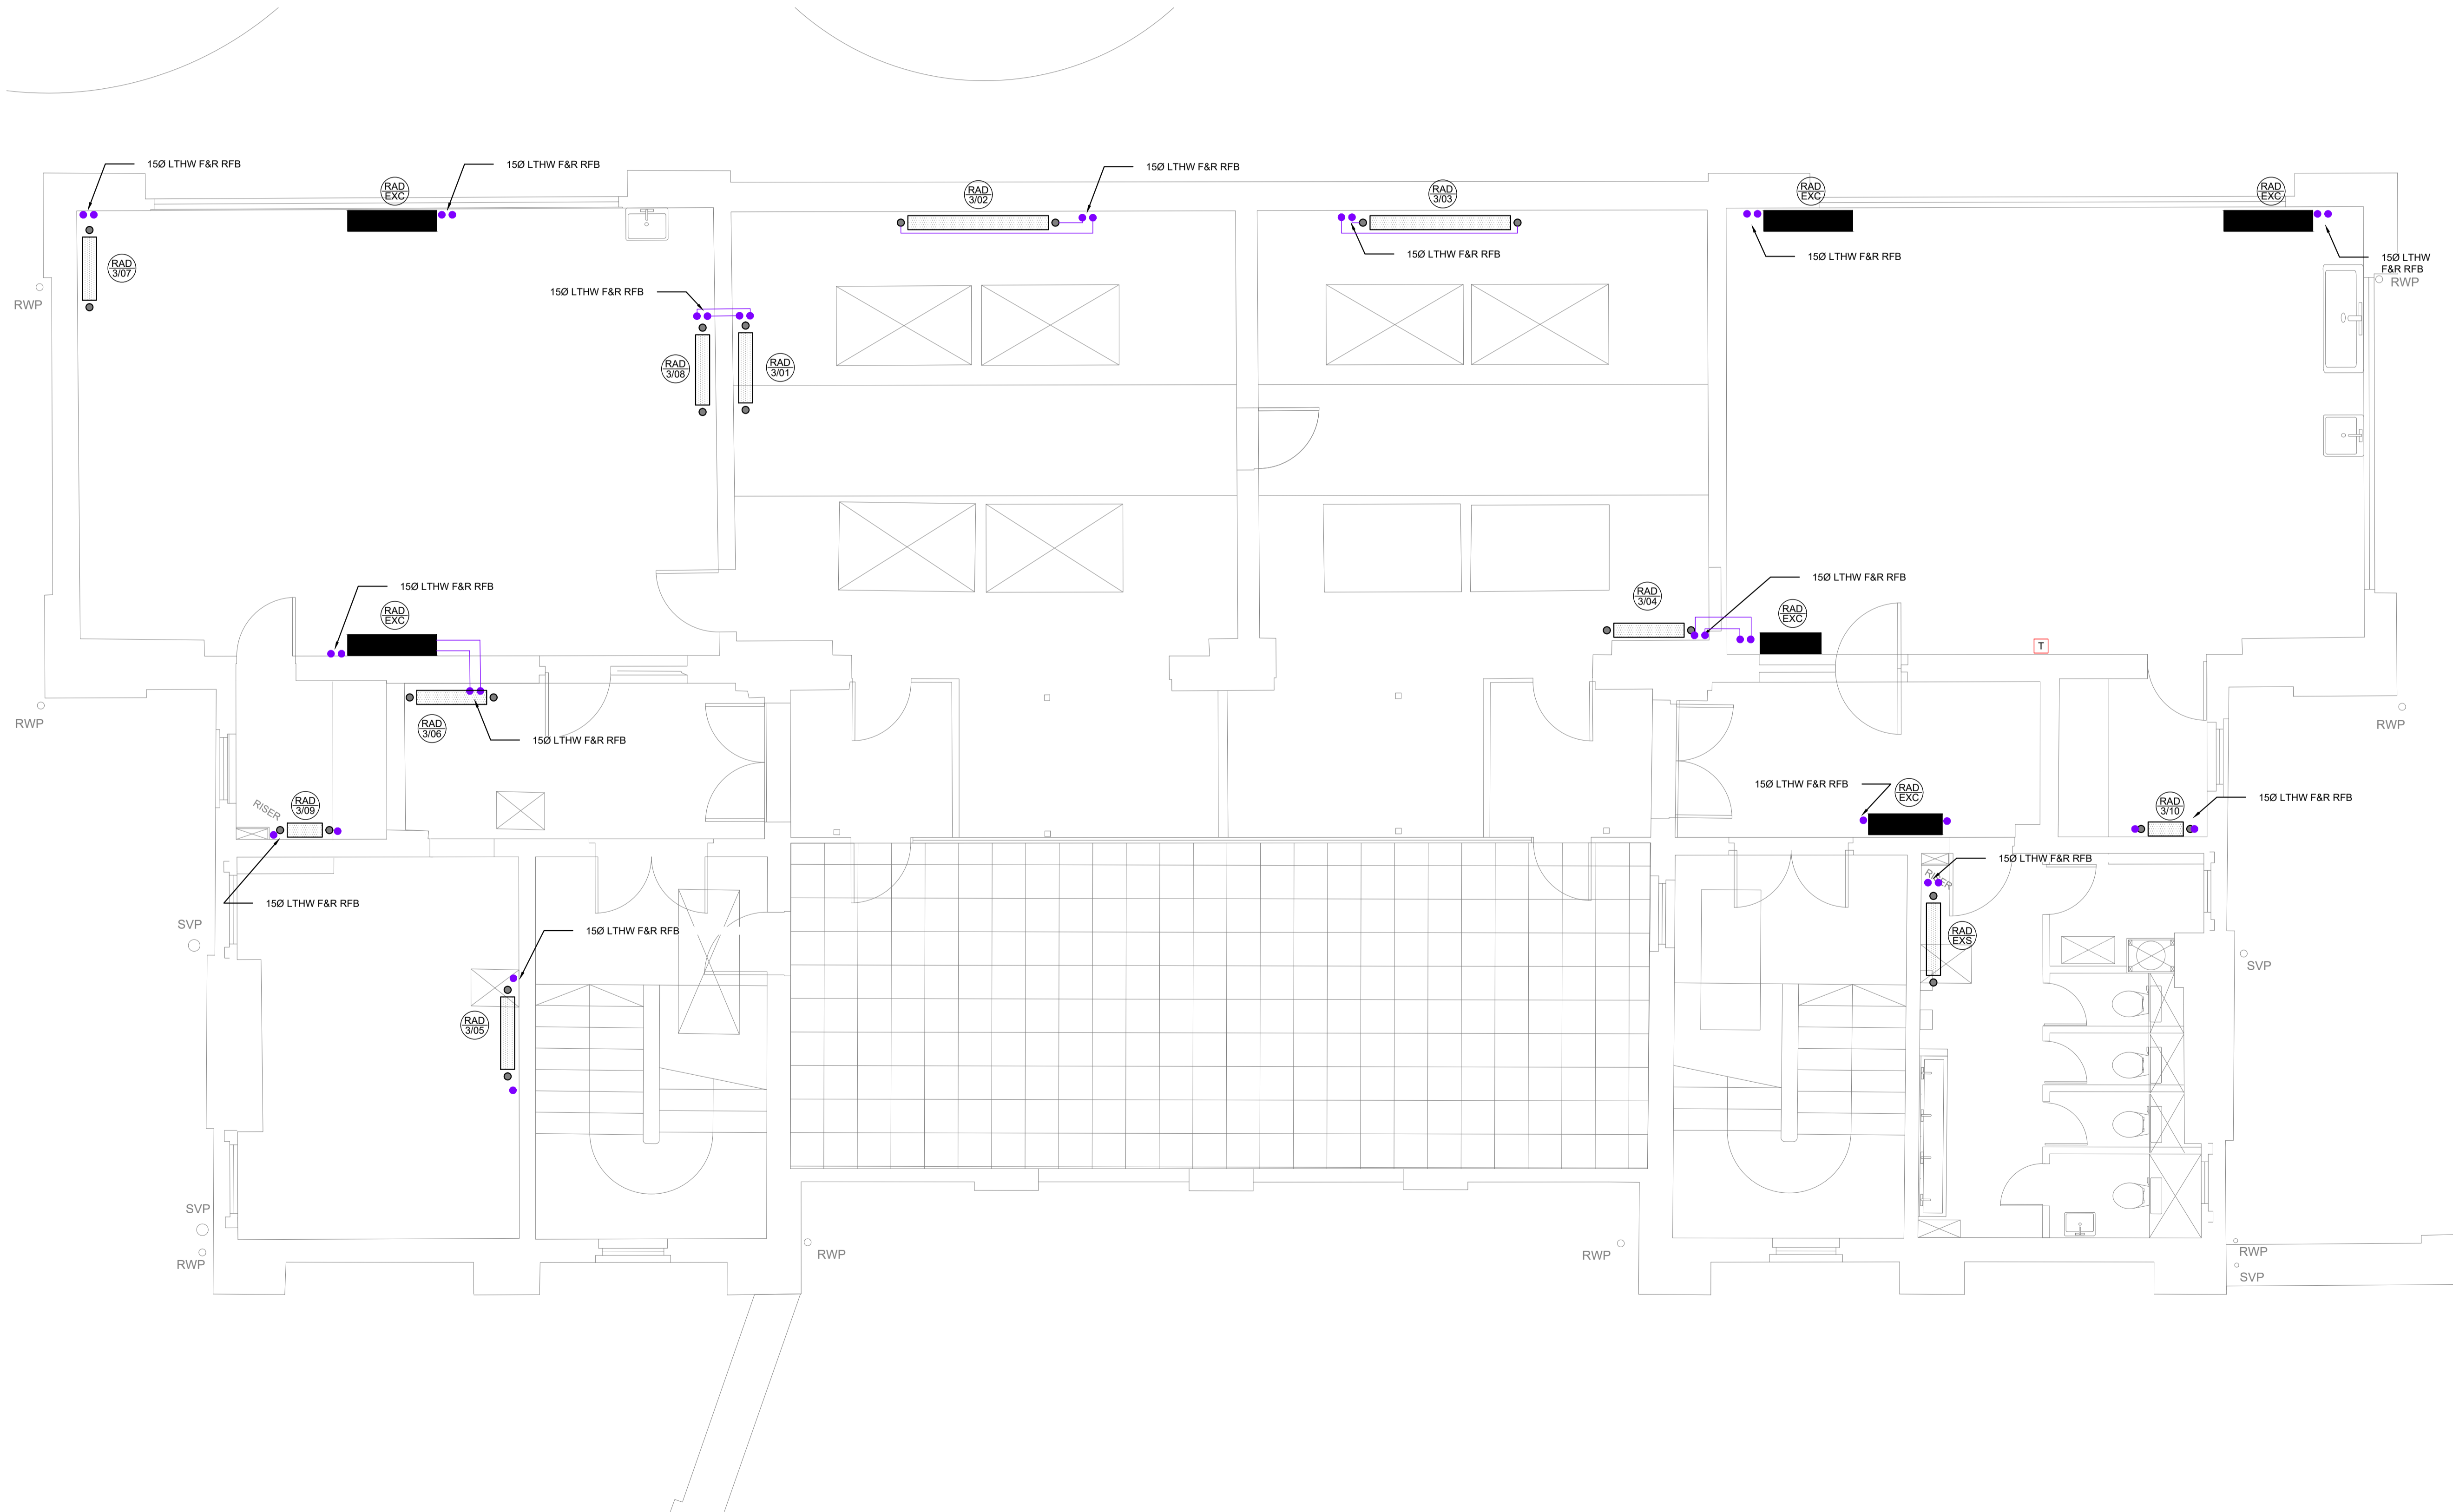 15Ø LTHW F&R RFB
15Ø LTHW F&R RFB
15Ø LTHW F&R RFB
RAD
EXC
RAD
3/02
RAD
3/03
RAD
EXC
RAD
EXC
15Ø LTHW F&R RFB
15Ø LTHW F&R RFB
15Ø LTHW
F&R RFB
RAD
3/07
RWP
RWP
15Ø LTHW F&R RFB
RAD
3/08
RAD
3/01
15Ø LTHW F&R RFB
15Ø LTHW F&R RFB
RAD
3/04
RAD
EXC
RAD
EXC
T
RWP
RAD
3/06
RWP
15Ø LTHW F&R RFB
15Ø LTHW F&R RFB
RAD
EXC
RISER
RAD
3/09
RAD
3/10
15Ø LTHW F&R RFB
15Ø LTHW F&R RFB
RISER
15Ø LTHW F&R RFB
SVP
15Ø LTHW F&R RFB
RAD
EXS
SVP
RAD
3/05
SVP
RWP
RWP
RWP
RWP
SVP